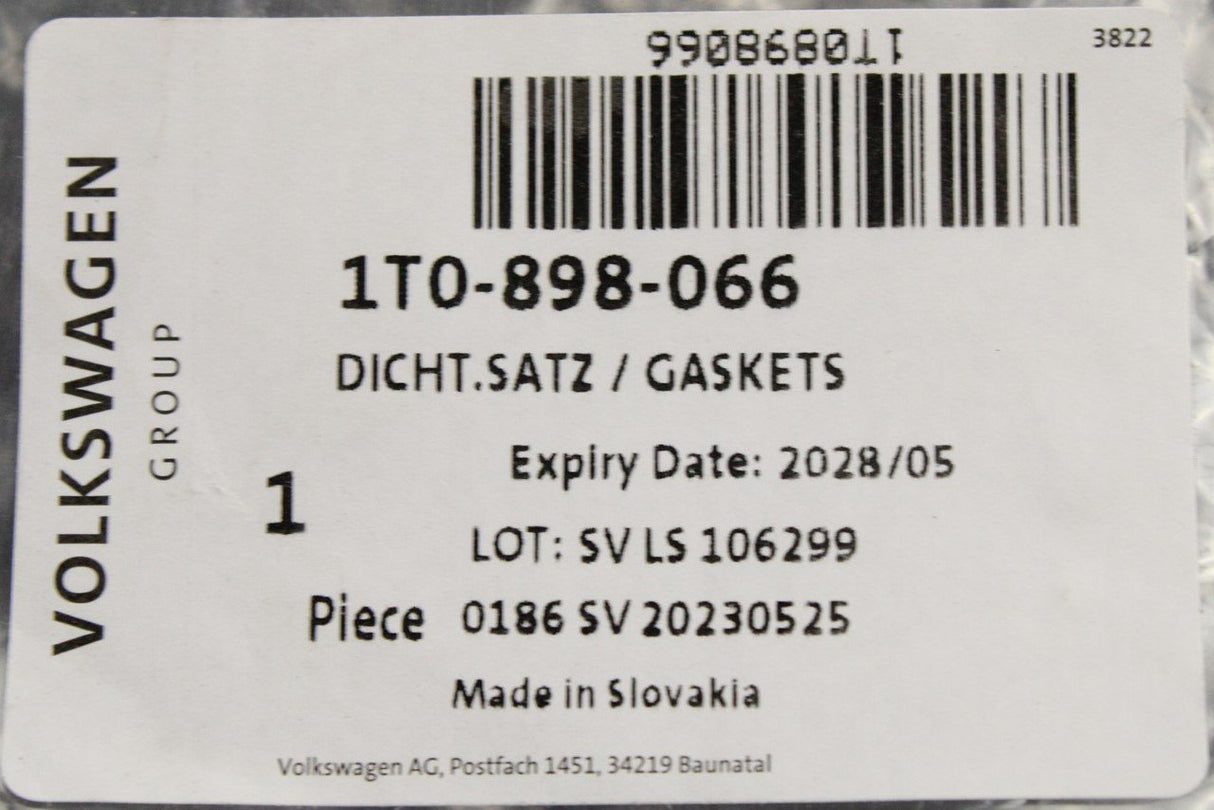 1T0898066
3822
VOLKSWAGEN
GROUP
1T0-898-066
DICHT.SATZ / GASKETS
Expiry Date: 2028/05
1
LOT: SV LS 106299
Piece 0186 SV 20230525
Made in Slovakia
Volkswagen AG, Postfach 1451, 34219 Baunatal